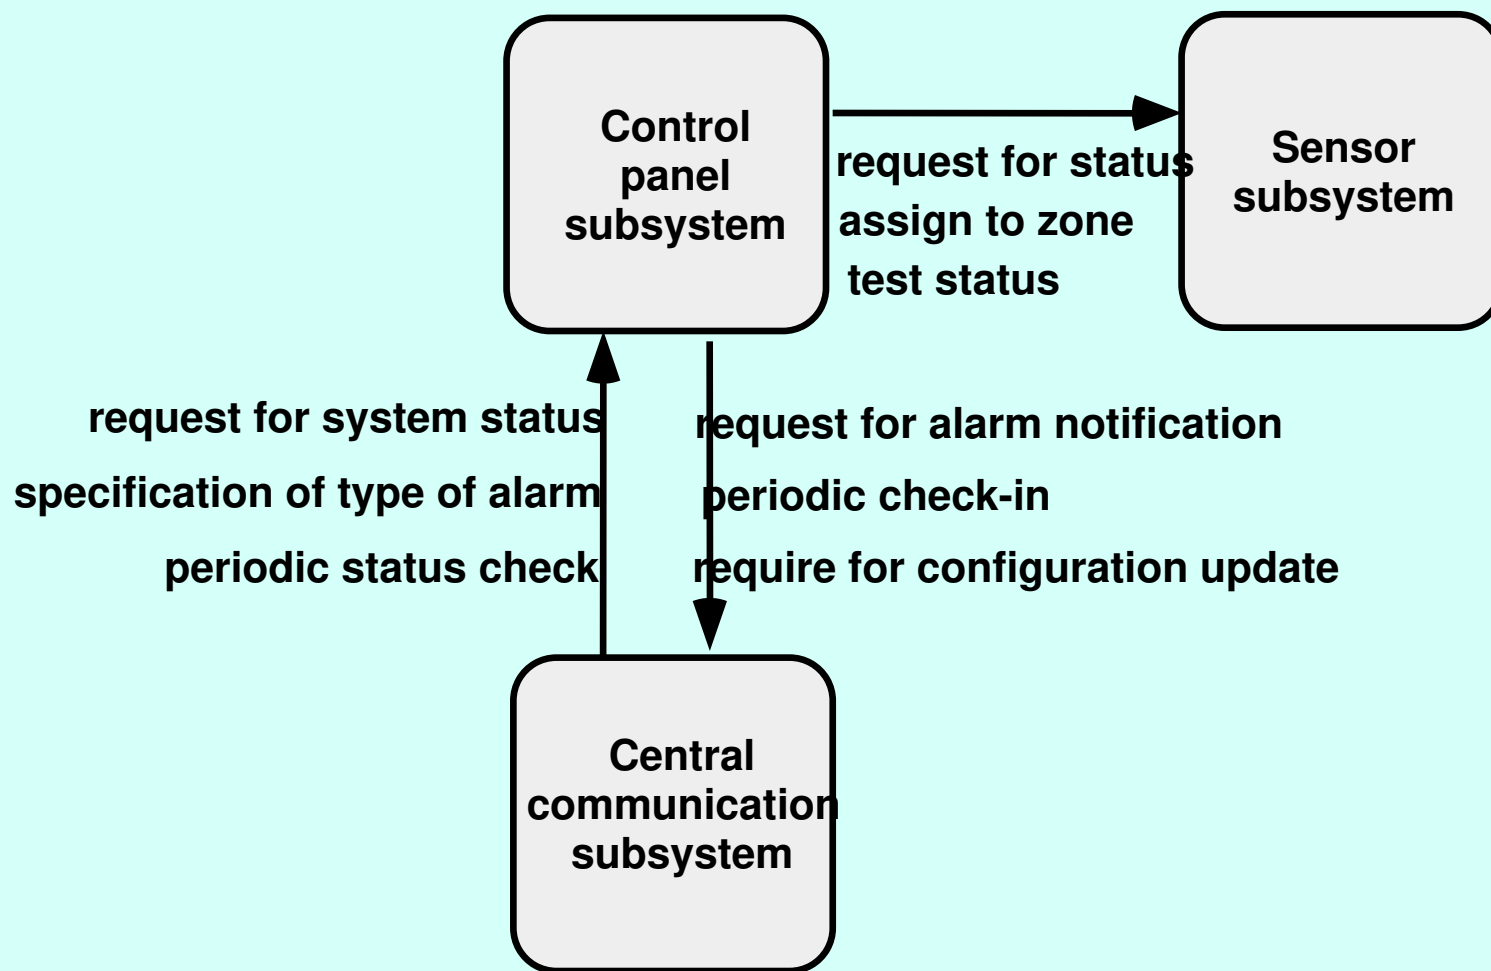 Control
panel
subsystem
request for status
assign to zone
test status
Sensor
subsystem
request for system status
specification of type of alarm
periodic status check
request for alarm notification
periodic check-in
require for configuration update
Central
communication
subsystem